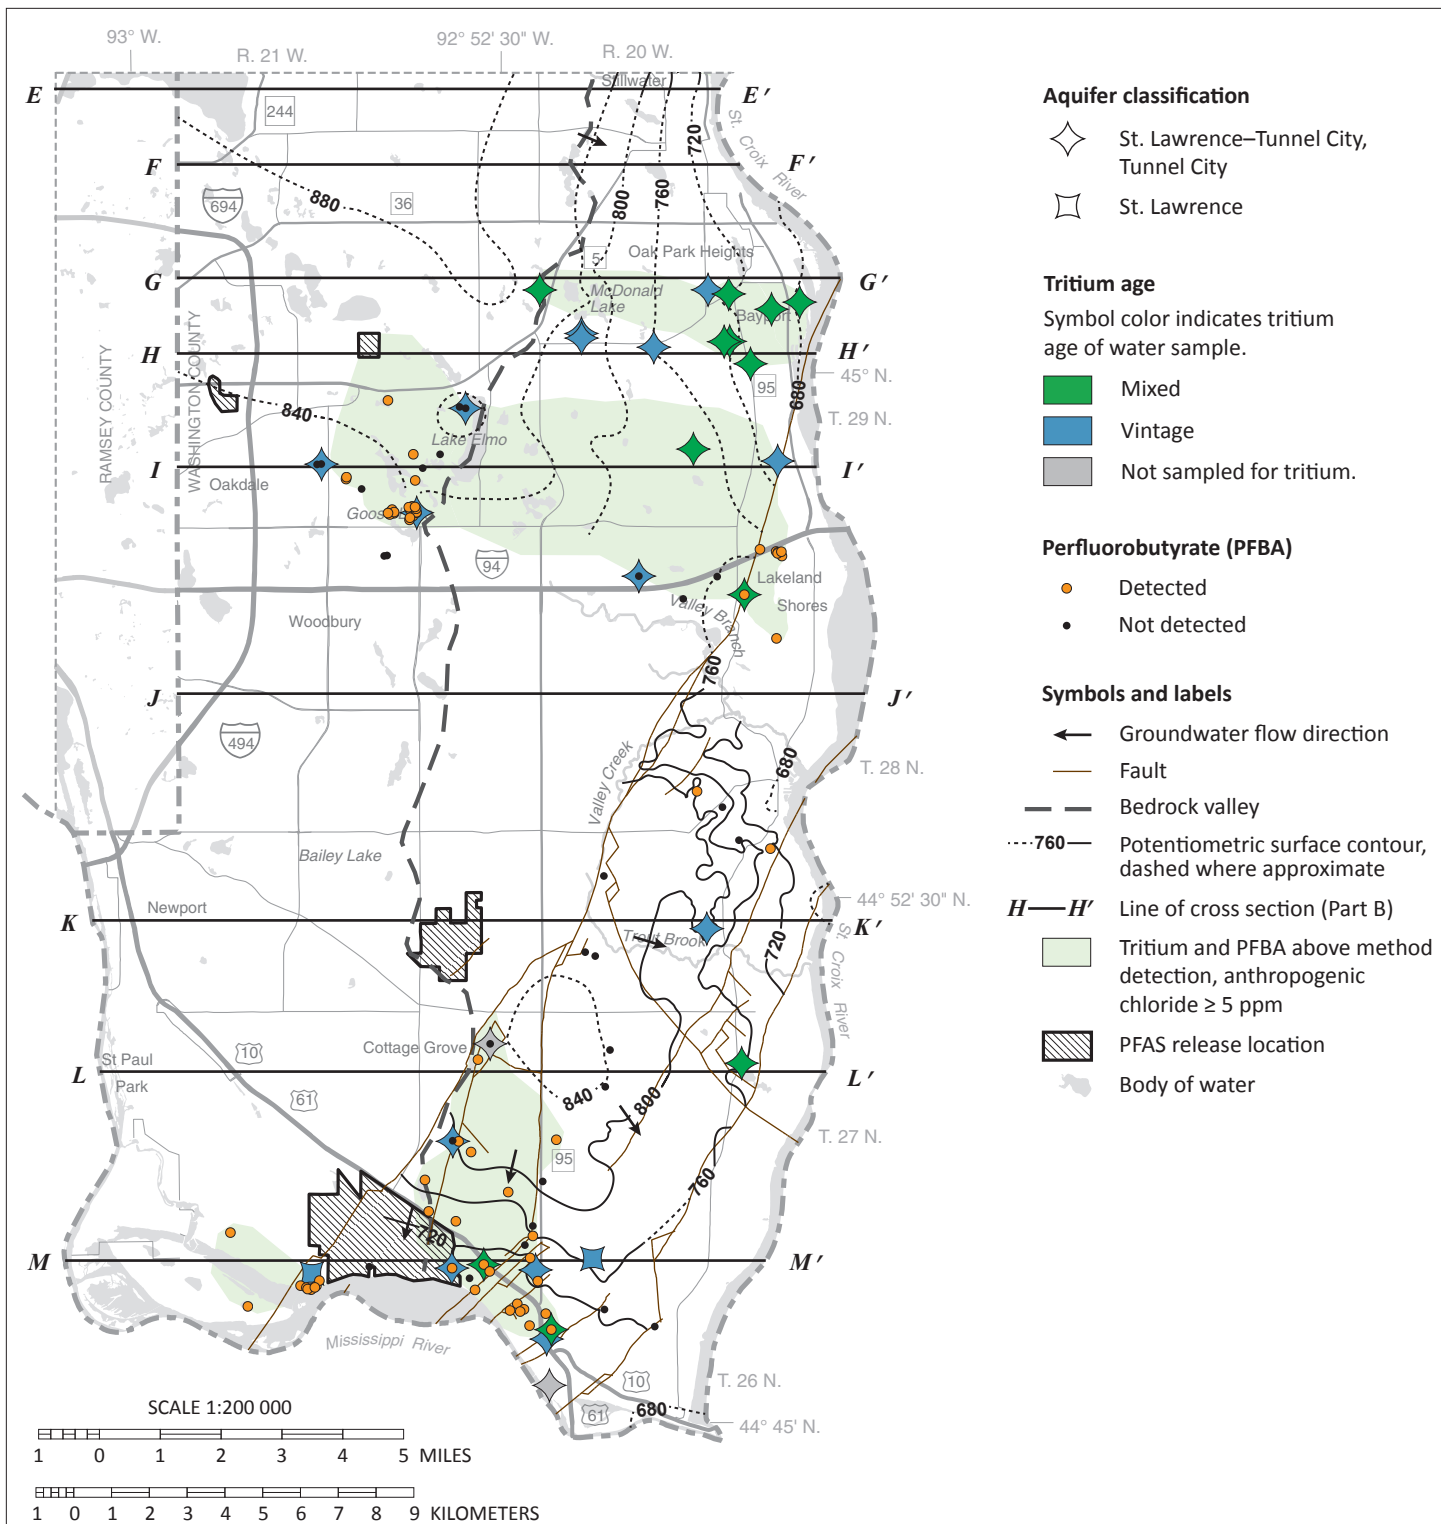 93° W.
R. 21 W.
92° 52' 30" W.
R. 20 W.
Stillwater
E
E′
244
720
St. Croix River
F
F′
800
760
880
694
36
Oak Park Heights
5
G
G′
McDonald
Lake
Bayport
RAMSEY COUNTY
WASHINGTON COUNTY
H
H′
45° N.
95
680
840
T. 29 N.
Lake Elmo
I
I′
Oakdale
94
Lakeland
Shores
Valley Branch
Woodbury
760
J
J′
494
680
T. 28 N.
Valley Creek
Bailey Lake
44° 52' 30" N.
Newport
K
K′
Trout Brook
720
St. Croix River
10
Cottage Grove
St Paul
Park
L
L′
61
840
800
T. 27 N.
95
760
720
M
M′
Mississippi River
10
T. 26 N.
61
680
44° 45' N.
SCALE 1:200 000
1 0 1 2 3 4 5 MILES
1 0 1 2 3 4 5 6 7 8 9 KILOMETERS
Aquifer classification
St. Lawrence–Tunnel City,
Tunnel City
St. Lawrence
Tritium age
Symbol color indicates tritium
age of water sample.
Mixed
Vintage
Not sampled for tritium.
Perfluorobutyrate (PFBA)
Detected
Not detected
Symbols and labels
Groundwater flow direction
Fault
Bedrock valley
760 Potentiometric surface contour,
dashed where approximate
H H′ Line of cross section (Part B)
Tritium and PFBA above method
detection, anthropogenic
chloride ≥ 5 ppm
PFAS release location
Body of water